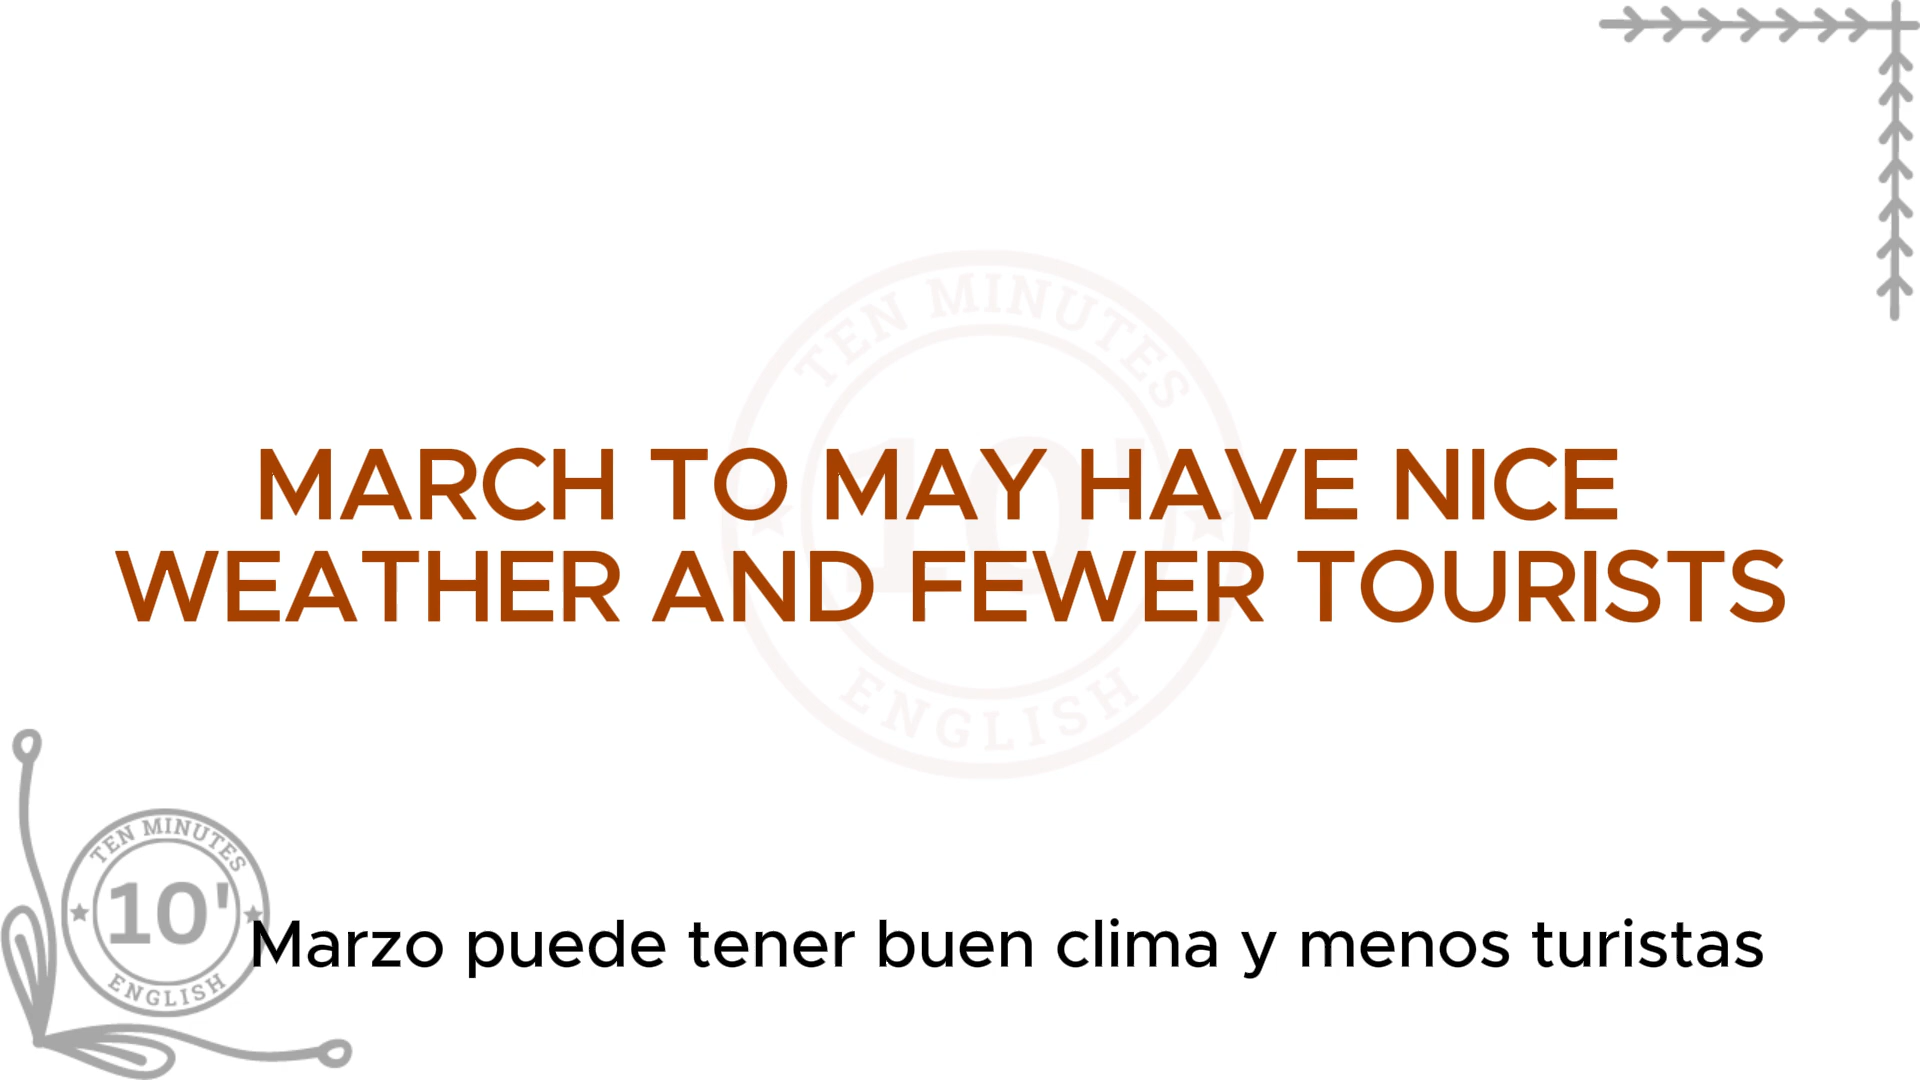 TEN MINUTES
10'
ENGLISH
MARCH TO MAY HAVE NICE
WEATHER AND FEWER TOURISTS
TEN MINUTES
10'
ENGLISH
Marzo puede tener buen clima y menos turistas